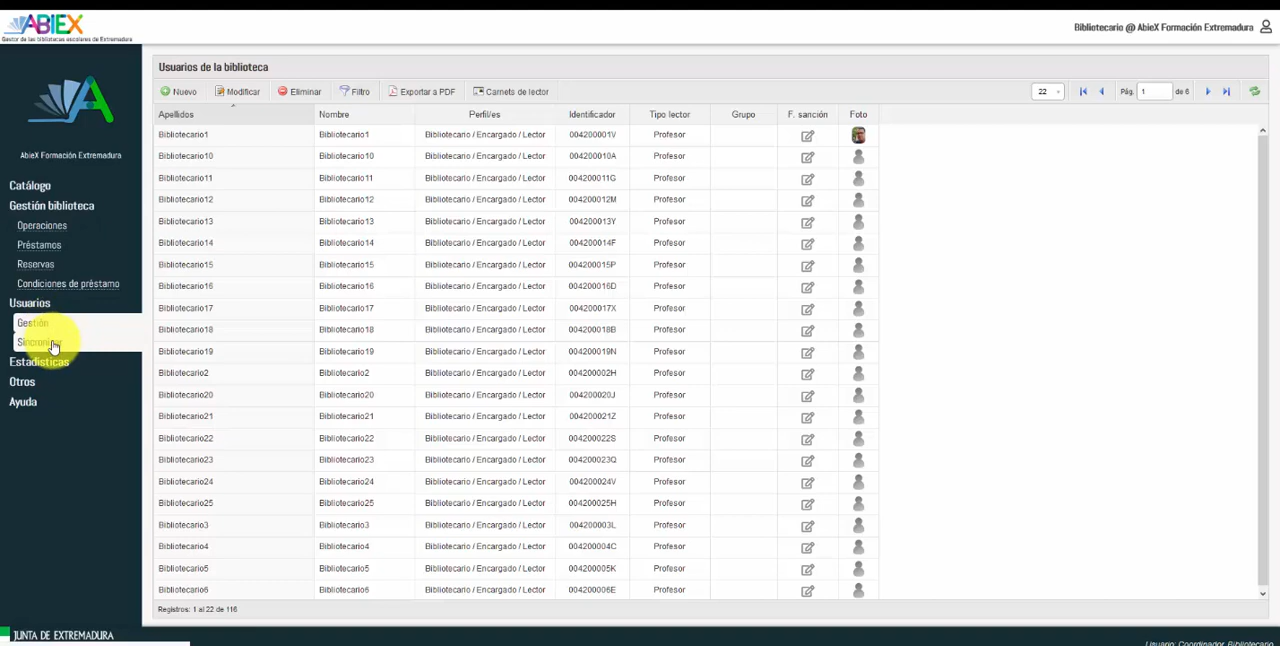 ABIEX
Gestor de las bibliotecas escolares de Extremadura
Bibliotecario @ AbieX Formación Extremadura
AbieX Formación Extremadura
Catálogo
Gestión biblioteca
Operaciones
Préstamos
Reservas
Condiciones de préstamo
Usuarios
Gestión
Sincronizar
Estadísticas
Otros
Ayuda
Usuarios de la biblioteca
Nuevo Modificar Eliminar Filtro Exportar a PDF Carnets de lector 22 Pág. 1 de 6
Apellidos Nombre Perfil/es Identificador Tipo lector Grupo F. sanción Foto
Bibliotecario1 Bibliotecario1 Bibliotecario / Encargado / Lector 004200001V Profesor
Bibliotecario10 Bibliotecario10 Bibliotecario / Encargado / Lector 004200010A Profesor
Bibliotecario11 Bibliotecario11 Bibliotecario / Encargado / Lector 004200011G Profesor
Bibliotecario12 Bibliotecario12 Bibliotecario / Encargado / Lector 004200012M Profesor
Bibliotecario13 Bibliotecario13 Bibliotecario / Encargado / Lector 004200013Y Profesor
Bibliotecario14 Bibliotecario14 Bibliotecario / Encargado / Lector 004200014F Profesor
Bibliotecario15 Bibliotecario15 Bibliotecario / Encargado / Lector 004200015P Profesor
Bibliotecario16 Bibliotecario16 Bibliotecario / Encargado / Lector 004200016D Profesor
Bibliotecario17 Bibliotecario17 Bibliotecario / Encargado / Lector 004200017X Profesor
Bibliotecario18 Bibliotecario18 Bibliotecario / Encargado / Lector 004200018B Profesor
Bibliotecario19 Bibliotecario19 Bibliotecario / Encargado / Lector 004200019N Profesor
Bibliotecario2 Bibliotecario2 Bibliotecario / Encargado / Lector 004200002H Profesor
Bibliotecario20 Bibliotecario20 Bibliotecario / Encargado / Lector 004200020J Profesor
Bibliotecario21 Bibliotecario21 Bibliotecario / Encargado / Lector 004200021Z Profesor
Bibliotecario22 Bibliotecario22 Bibliotecario / Encargado / Lector 004200022S Profesor
Bibliotecario23 Bibliotecario23 Bibliotecario / Encargado / Lector 004200023Q Profesor
Bibliotecario24 Bibliotecario24 Bibliotecario / Encargado / Lector 004200024V Profesor
Bibliotecario25 Bibliotecario25 Bibliotecario / Encargado / Lector 004200025H Profesor
Bibliotecario3 Bibliotecario3 Bibliotecario / Encargado / Lector 004200003L Profesor
Bibliotecario4 Bibliotecario4 Bibliotecario / Encargado / Lector 004200004C Profesor
Bibliotecario5 Bibliotecario5 Bibliotecario / Encargado / Lector 004200005K Profesor
Bibliotecario6 Bibliotecario6 Bibliotecario / Encargado / Lector 004200006E Profesor
Registros: 1 al 22 de 116
JUNTA DE EXTREMADURA
Usuario: Coordinador, Bibliotecario